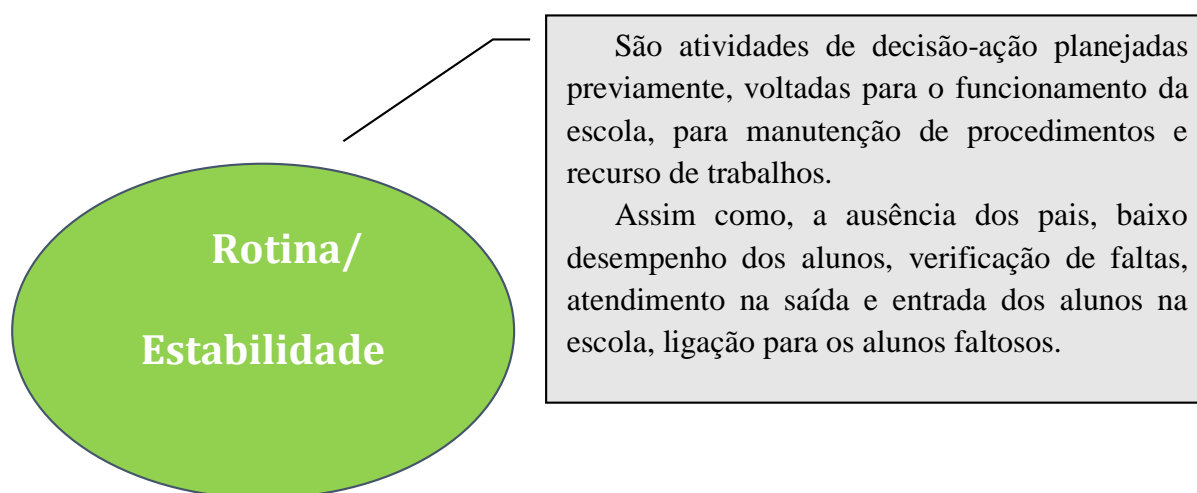 Rotina/
Estabilidade
São atividades de decisão-ação planejadas
previamente, voltadas para o funcionamento da
escola, para manutenção de procedimentos e
recurso de trabalhos.
Assim como, a ausência dos pais, baixo
desempenho dos alunos, verificação de faltas,
atendimento na saída e entrada dos alunos na
escola, ligação para os alunos faltosos.